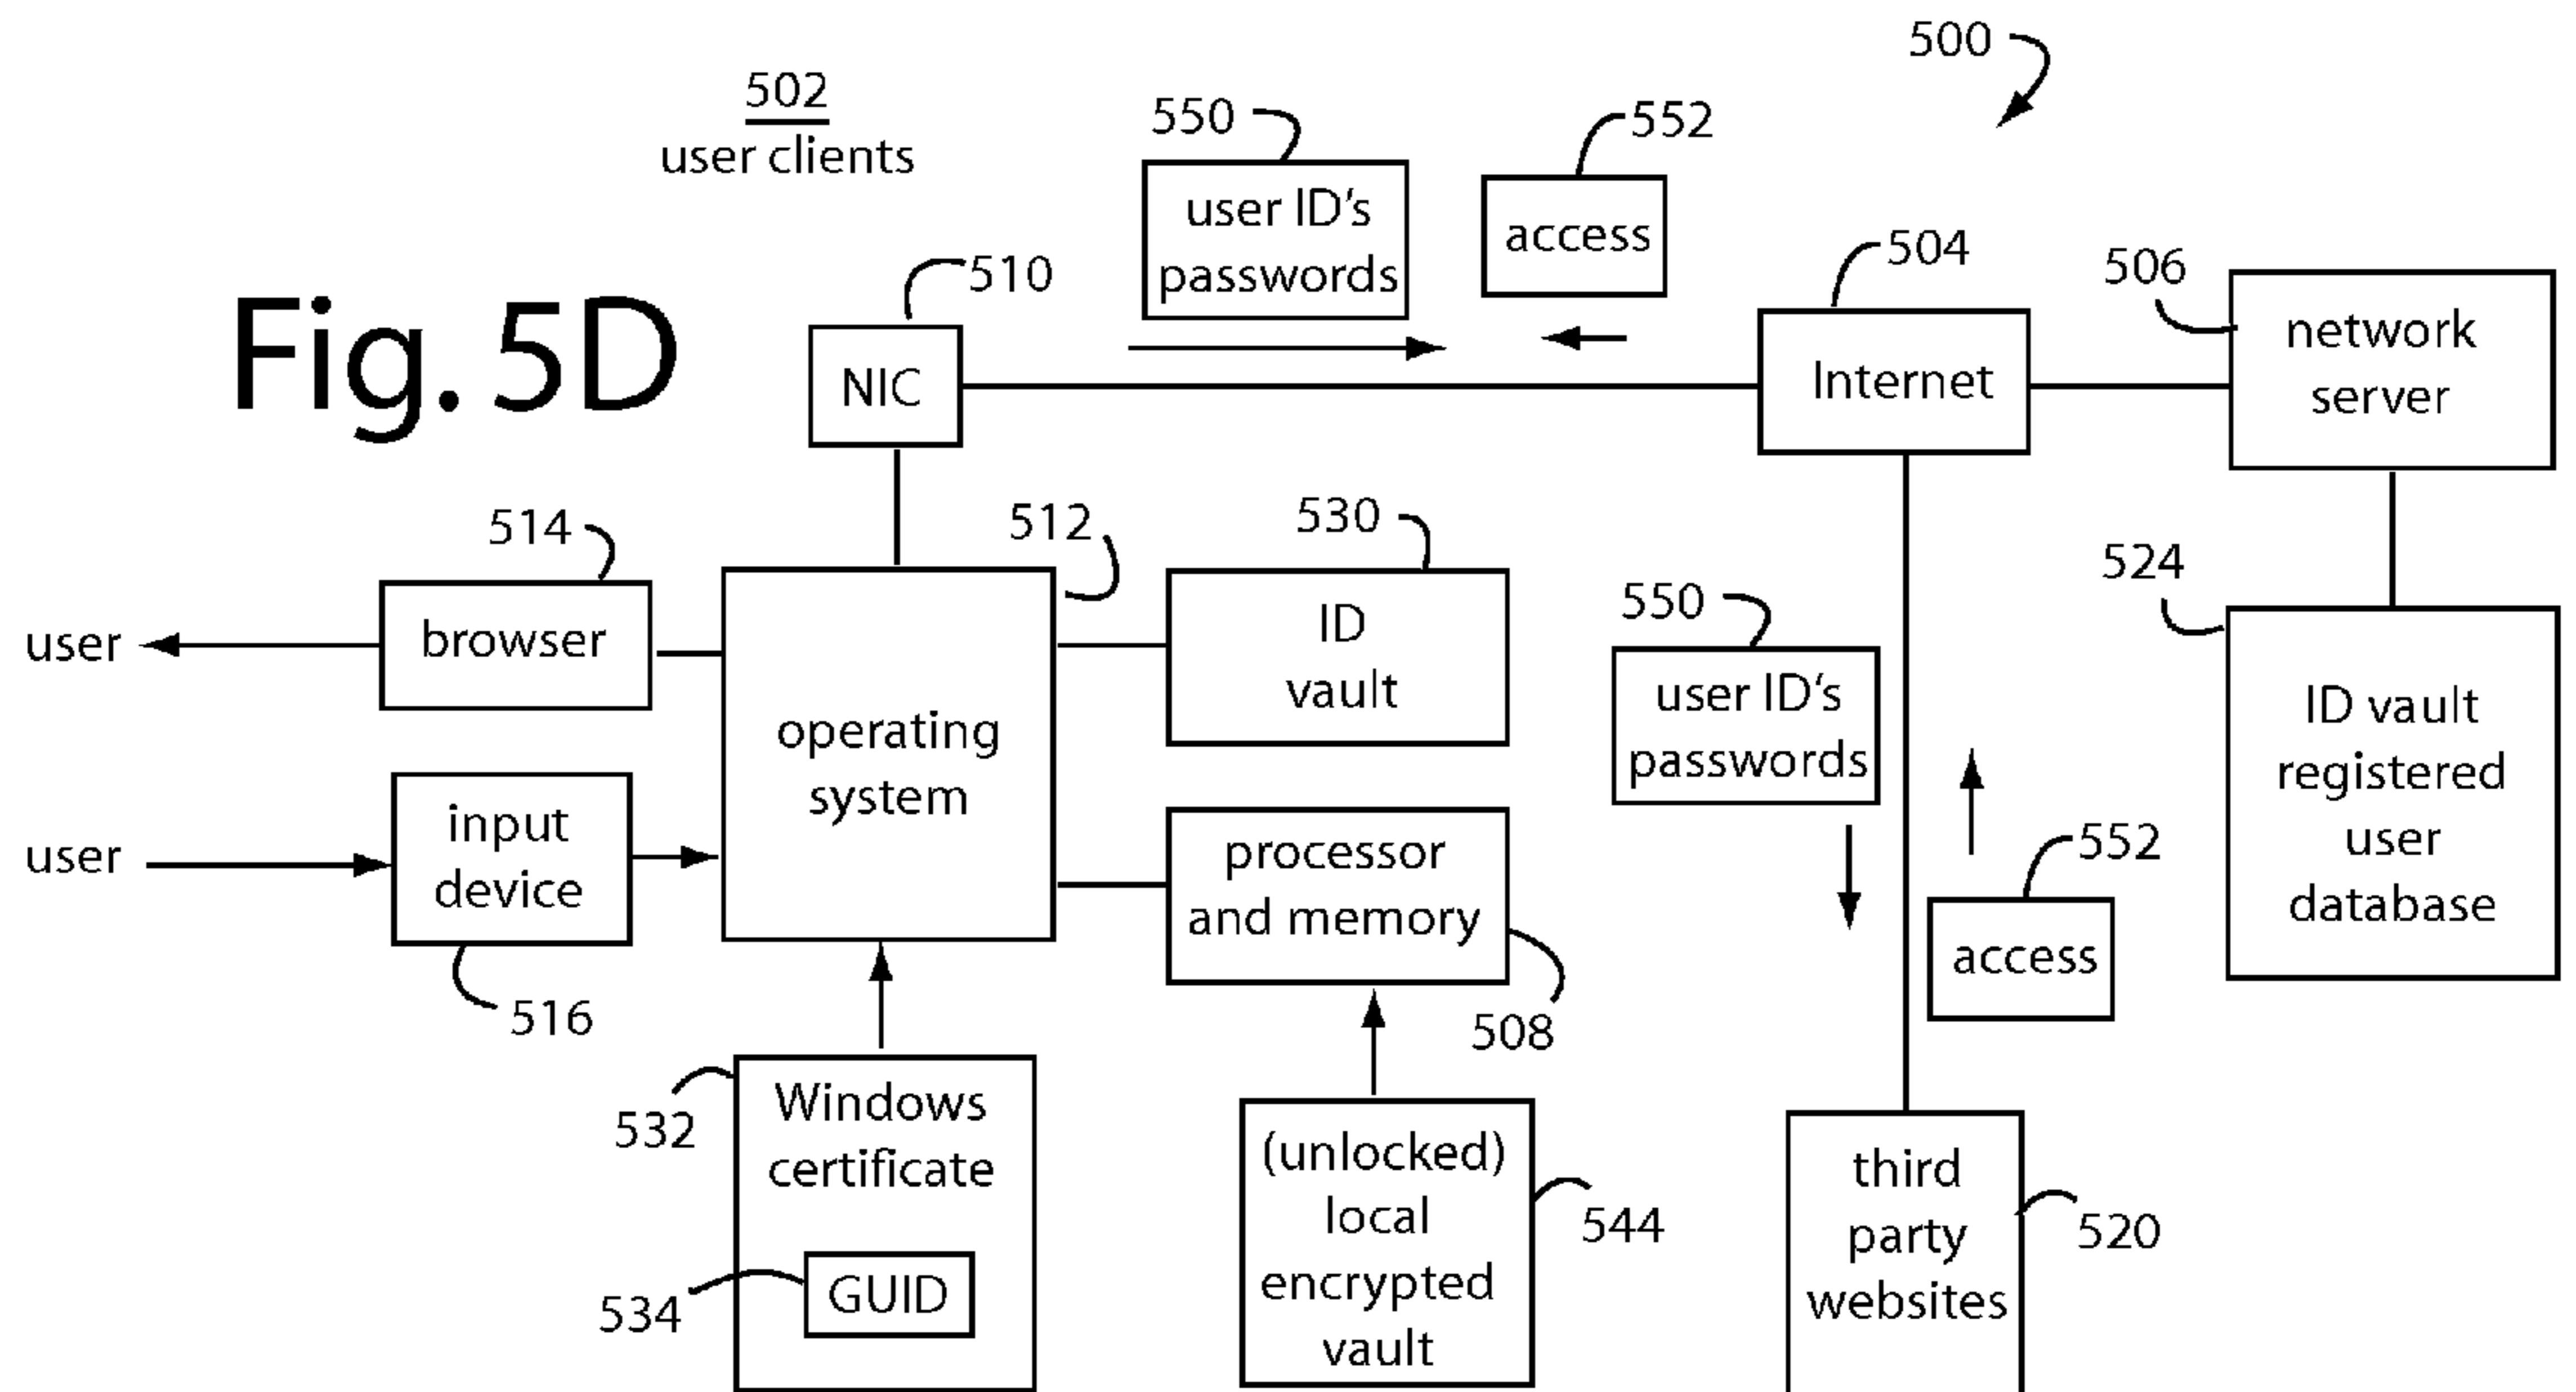 500
502
user clients
550
user ID's
passwords
552
access
Fig. 5D
510
NIC
504
Internet
506
network
server
514
browser
user
512
operating
system
530
ID
vault
524
ID vault
registered
user
database
550
user ID's
passwords
552
access
user
input
device
516
processor
and memory
508
532
Windows
certificate
534
GUID
(unlocked)
local
encrypted
vault
544
third
party
websites
520